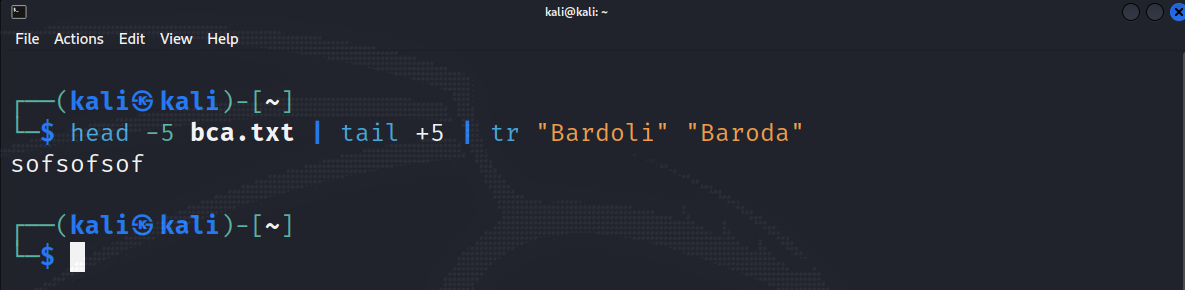 kali@kali: ~
File Actions Edit View Help
┌──(kali㉿kali)-[~]
└─$ head -5 bca.txt | tail +5 | tr "Bardoli" "Baroda"
sofsofsof
┌──(kali㉿kali)-[~]
└─$